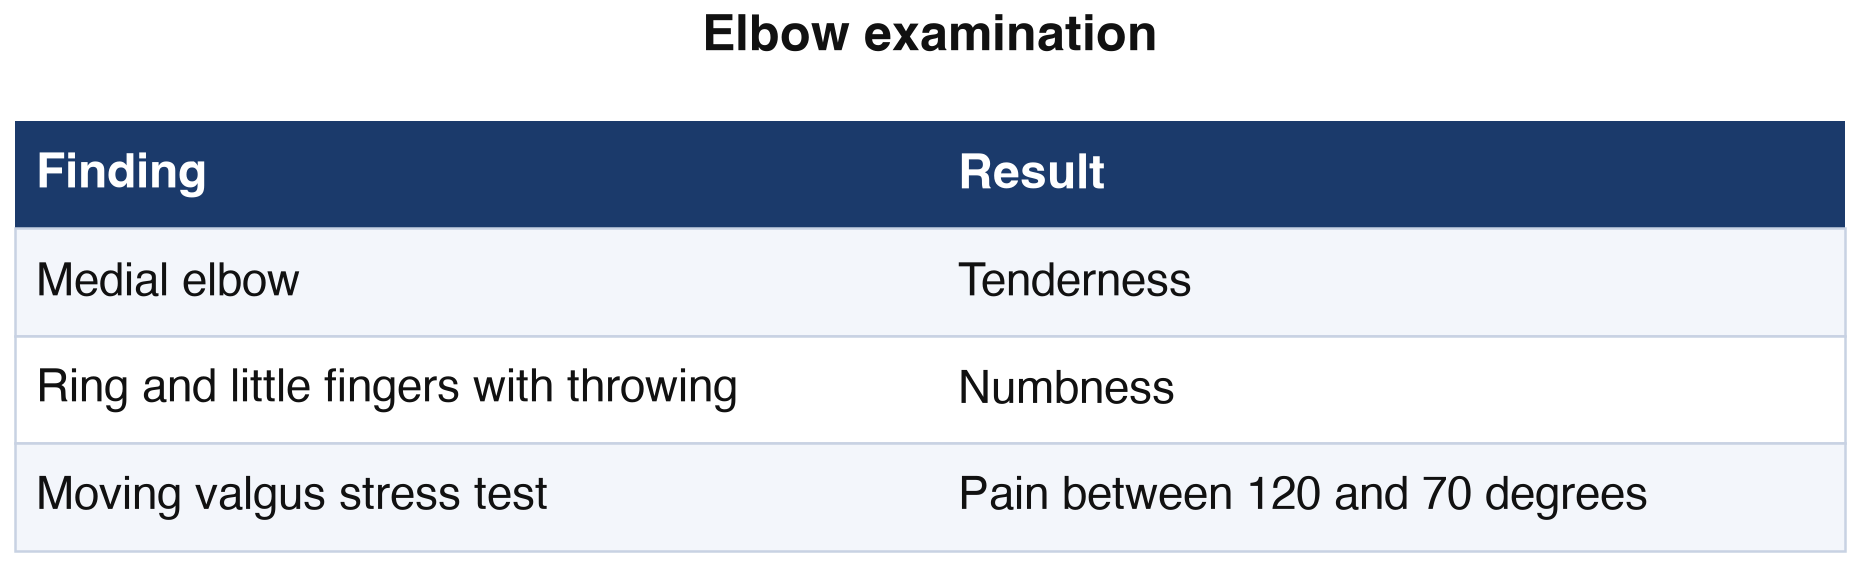 Elbow examination
Finding Result
Medial elbow Tenderness
Ring and little fingers with throwing Numbness
Moving valgus stress test Pain between 120 and 70 degrees